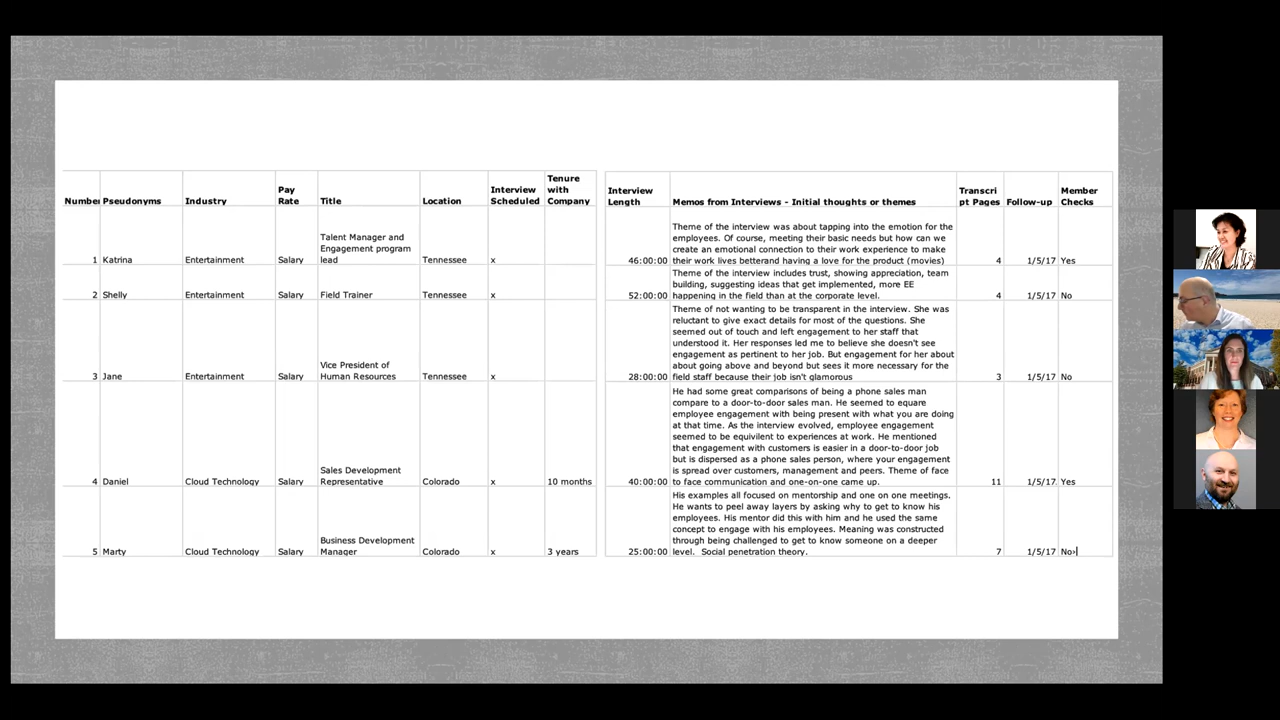 Number Pseudonyms Industry Pay Rate Title Location Interview Scheduled Tenure with Company Interview Length Memos from Interviews - Initial thoughts or themes Transcri pt Pages Follow-up Member Checks
1 Katrina Entertainment Salary Talent Manager and Engagement program lead Tennessee x 46:00:00
Theme of the interview was about tapping into the emotion for the
employees. Of course, meeting their basic needs but how can we
create an emotional connection to their work experience to make
their work lives betterand having a love for the product (movies)
4 1/5/17 Yes
2 Shelly Entertainment Salary Field Trainer Tennessee x 52:00:00
Theme of the interview includes trust, showing appreciation, team
building, suggesting ideas that get implemented, more EE
happening in the field than at the corporate level.
4 1/5/17 No
3 Jane Entertainment Salary Vice President of Human Resources Tennessee x 28:00:00
Theme of not wanting to be transparent in the interview. She was
reluctant to give exact details for most of the questions. She
seemed out of touch and left engagement to her staff that
understood it. Her responses led me to believe she doesn't see
engagement as pertinent to her job. But engagement for her about
about going above and beyond but sees it more necessary for the
field staff because their job isn't glamorous
3 1/5/17 No
4 Daniel Cloud Technology Salary Sales Development Representative Colorado x 10 months 40:00:00
He had some great comparisons of being a phone sales man
compare to a door-to-door sales man. He seemed to equare
employee engagement with being present with what you are doing
at that time. As the interview evolved, employee engagement
seemed to be equivilent to experiences at work. He mentioned
that engagement with customers is easier in a door-to-door job
but is dispersed as a phone sales person, where your engagement
is spread over customers, management and peers. Theme of face
to face communication and one-on-one came up.
11 1/5/17 Yes
5 Marty Cloud Technology Salary Business Development Manager Colorado x 3 years 25:00:00
His examples all focused on mentorship and one on one meetings.
He wants to peel away layers by asking why to get to know his
employees. His mentor did this with him and he used the same
concept to engage with his employees. Meaning was constructed
through being challenged to get to know someone on a deeper
level. Social penetration theory.
7 1/5/17 No